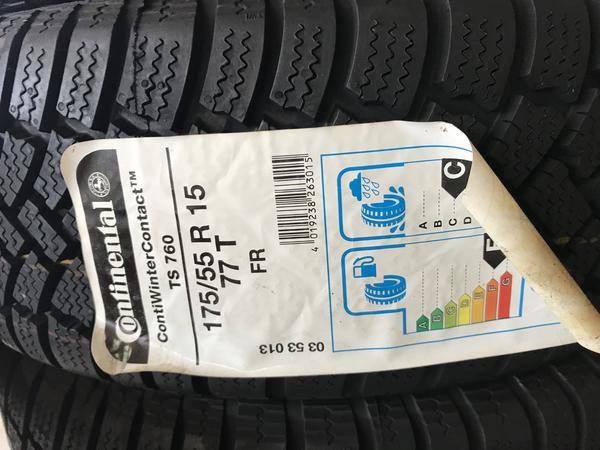 Continental
ContiWinterContact™
TS 760
175/55 R 15
77 T
FR
4 019238 263015
03 53 013
A
B
C
D
C
A
B
C
D
E
F
G